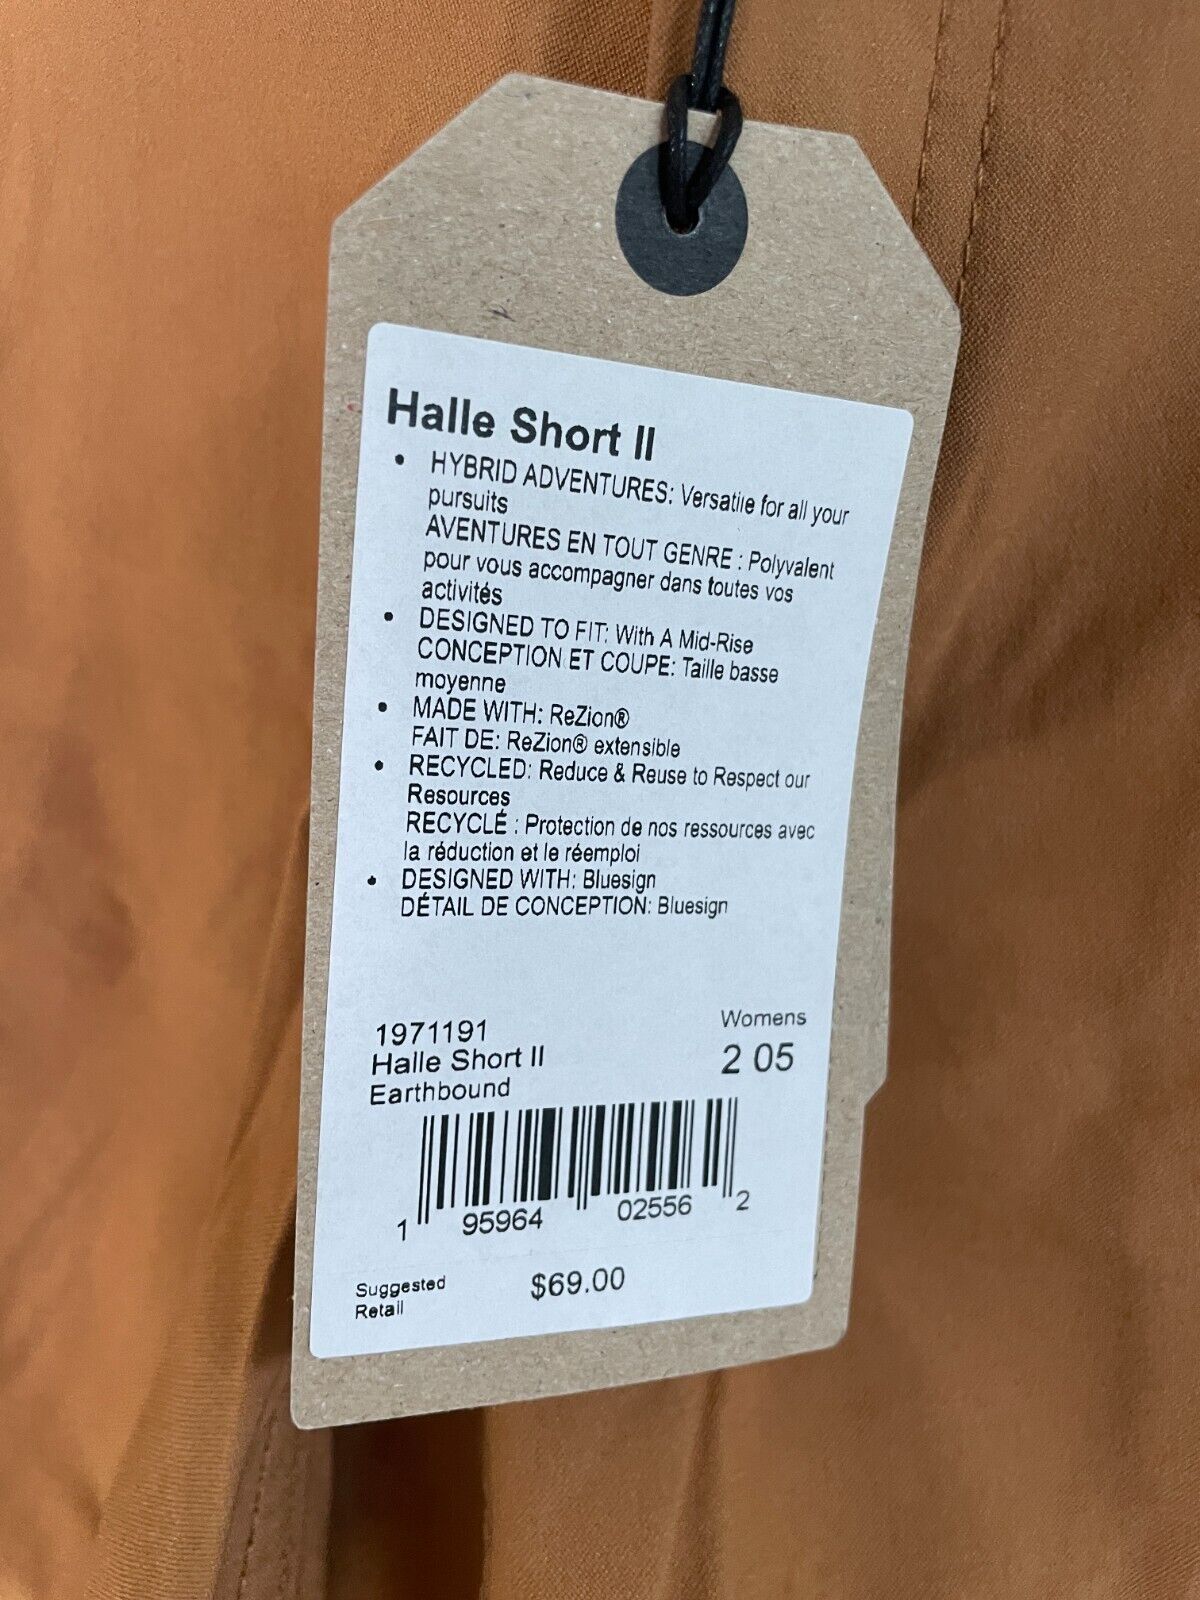 Halle Short II
• HYBRID ADVENTURES: Versatile for all your
pursuits
AVENTURES EN TOUT GENRE : Polyvalent
pour vous accompagner dans toutes vos
activités
• DESIGNED TO FIT: With A Mid-Rise
CONCEPTION ET COUPE: Taille basse
moyenne
• MADE WITH: ReZion®
FAIT DE: ReZion® extensible
• RECYCLED: Reduce & Reuse to Respect our
Resources
RECYCLÉ : Protection de nos ressources avec
la réduction et le réemploi
• DESIGNED WITH: Bluesign
DÉTAIL DE CONCEPTION: Bluesign
1971191
Halle Short II
Earthbound
Womens
2 05
1 95964 02556 2
Suggested
Retail
$69.00